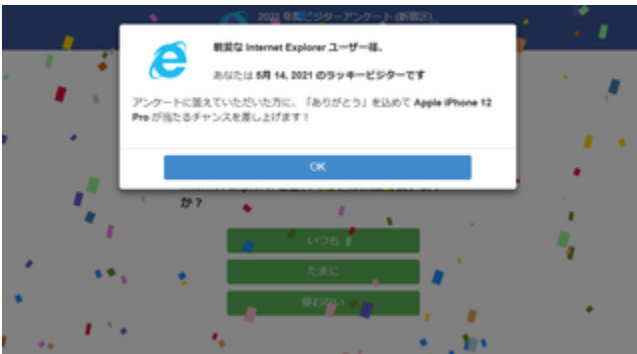 2021 年間ビジターアンケート (新宿区)
親愛な Internet Explorer ユーザー様、
あなたは 5月 14, 2021 のラッキービジターです
アンケートに答えていただいた方に、「ありがとう」を込めて Apple iPhone 12
Pro が当たるチャンスを差し上げます！
OK
か？
いつも
たまに
使わない